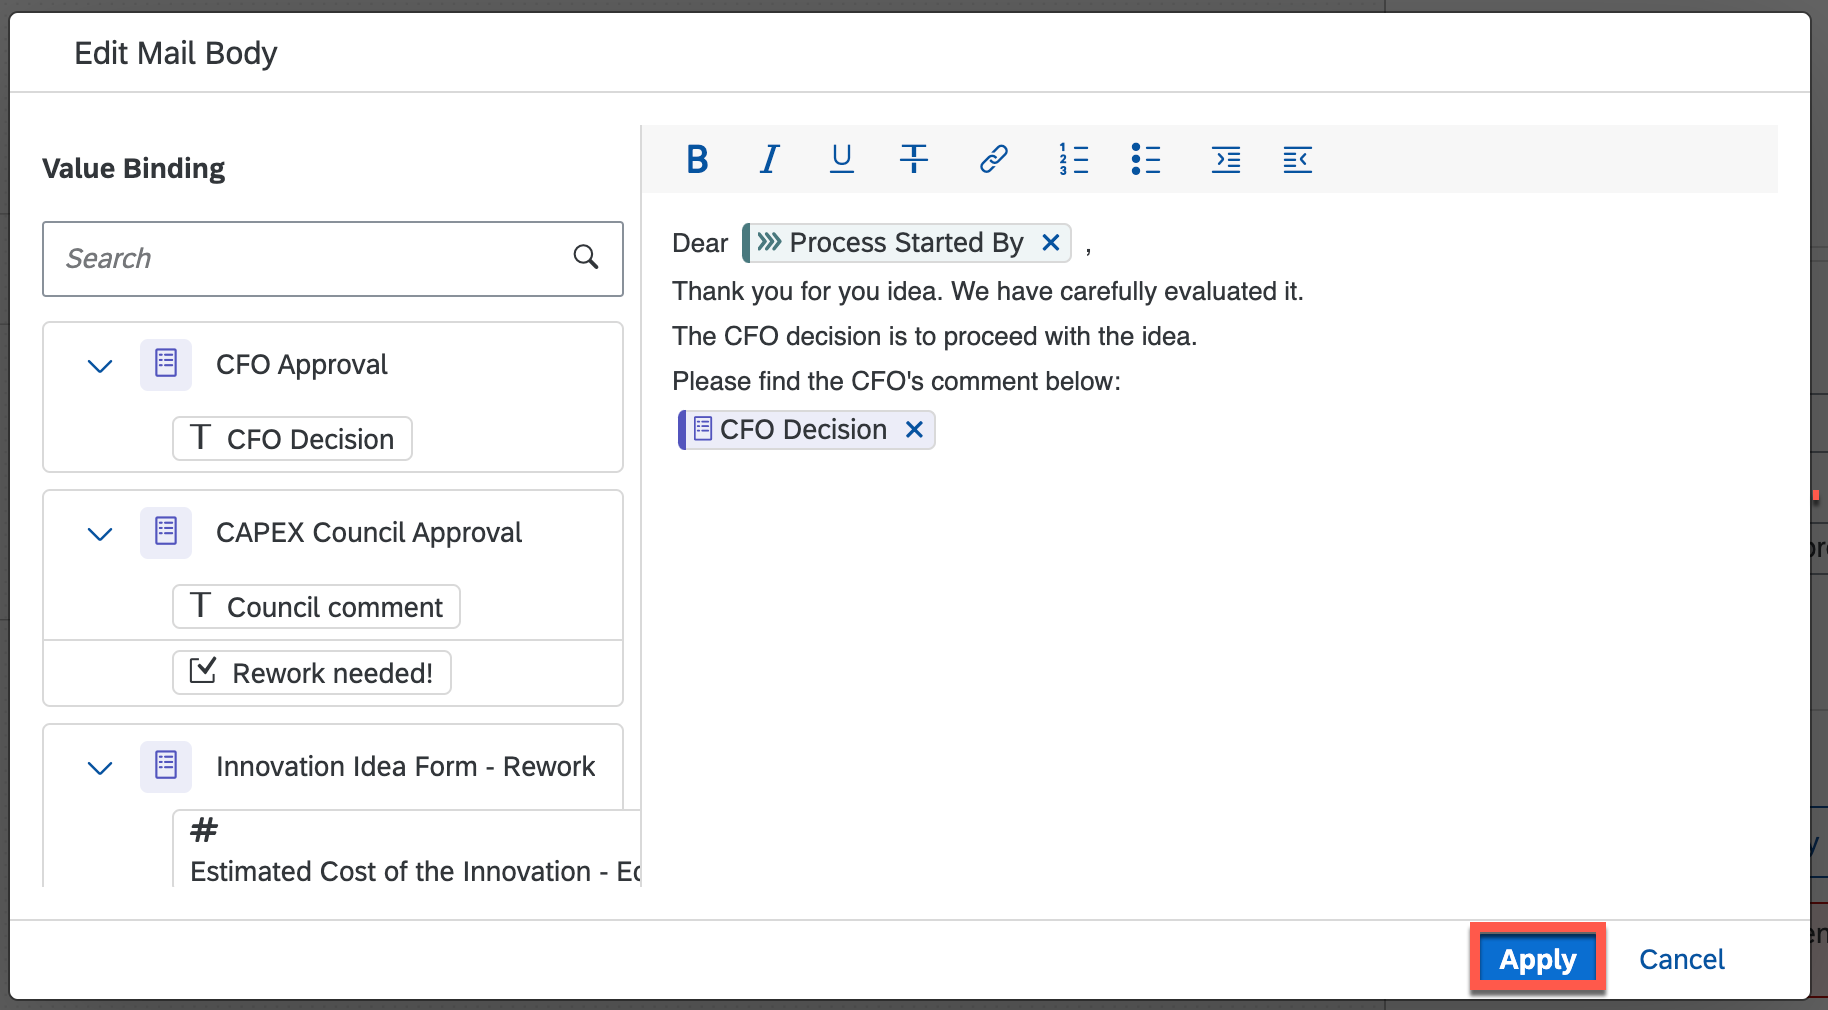 Edit Mail Body
Value Binding
Search
CFO Approval
CFO Decision
CAPEX Council Approval
Council comment
Rework needed!
Innovation Idea Form - Rework
#
Estimated Cost of the Innovation -
Dear Process Started By ,
Thank you for you idea. We have carefully evaluated it.
The CFO decision is to proceed with the idea.
Please find the CFO's comment below:
CFO Decision
Apply Cancel